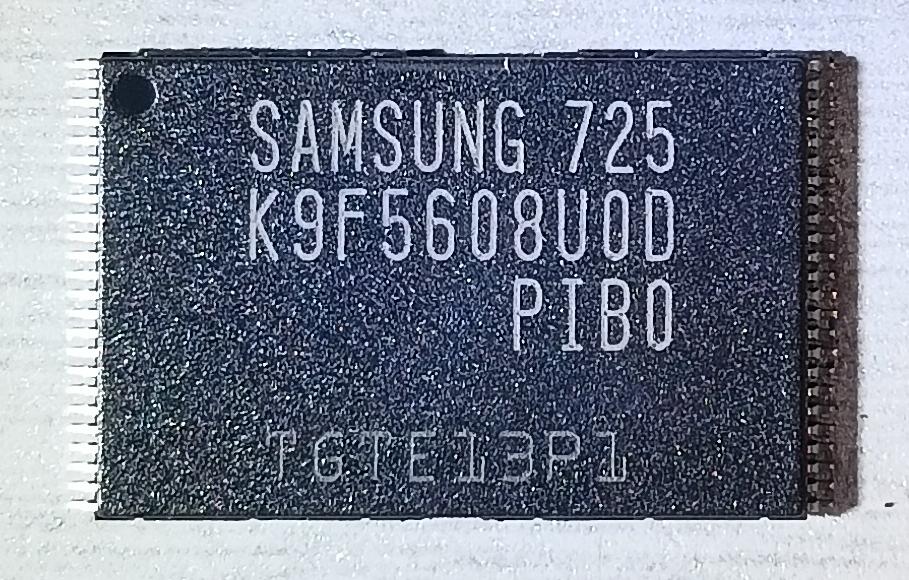 SAMSUNG 725
K9F5608U0D
PIB0
TGTE13P1